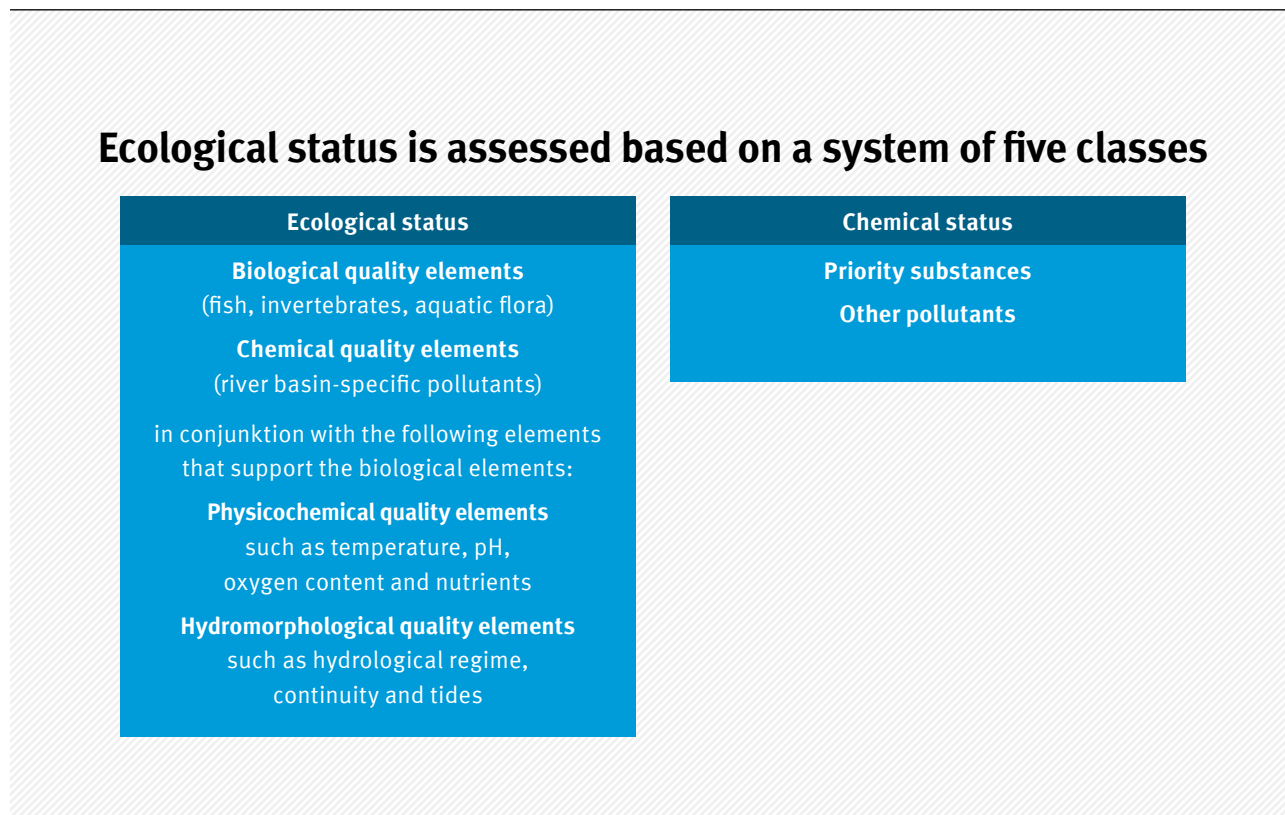 Ecological status is assessed based on a system of five classes
Ecological status
Biological quality elements
(fish, invertebrates, aquatic flora)
Chemical quality elements
(river basin-specific pollutants)
in conjunktion with the following elements
that support the biological elements:
Physicochemical quality elements
such as temperature, pH,
oxygen content and nutrients
Hydromorphological quality elements
such as hydrological regime,
continuity and tides
Chemical status
Priority substances
Other pollutants